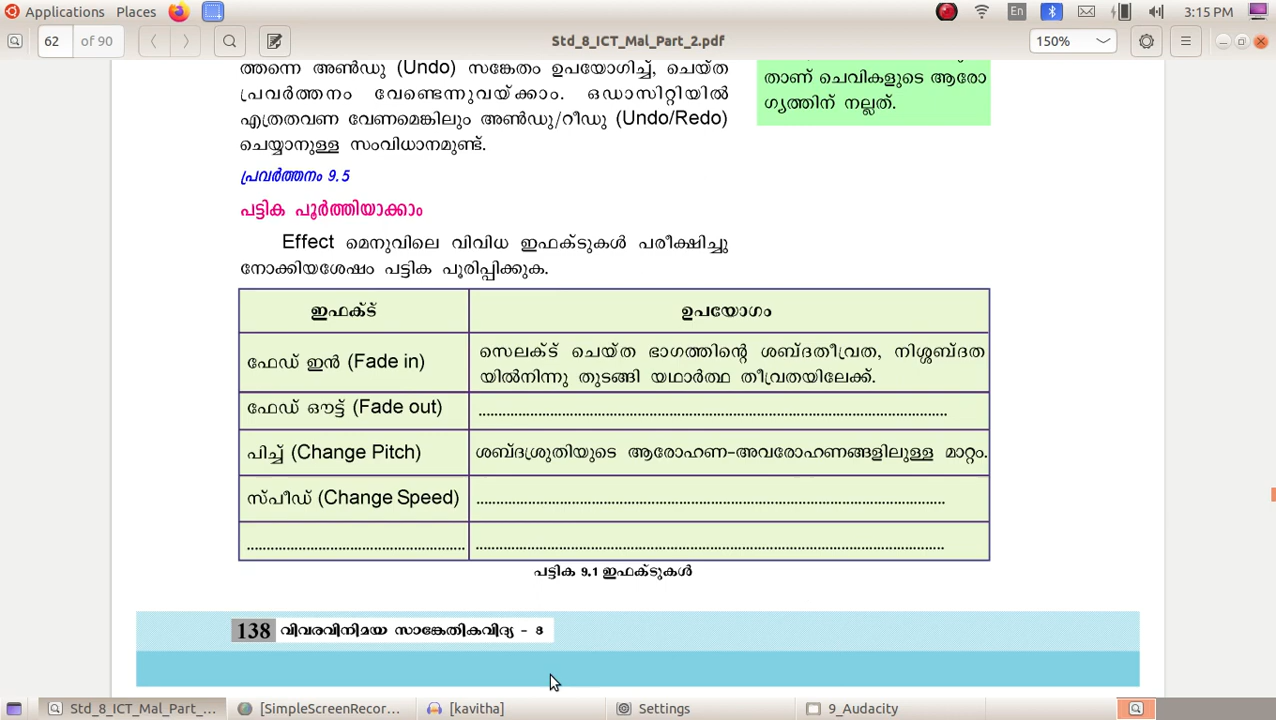 Applications Places En 3:15 PM
62 of 90 Std_8_ICT_Mal_Part_2.pdf 150%
ത്തന്നെ അൺഡു (Undo) സങ്കേതം ഉപയോഗിച്ച്, ചെയ്ത
പ്രവർത്തനം വേണ്ടെന്നുവയ്ക്കാം. ഒഡാസിറ്റിയിൽ
എത്രതവണ വേണമെങ്കിലും അൺഡു/റീഡു (Undo/Redo)
ചെയ്യാനുള്ള സംവിധാനമുണ്ട്.
താണ് ചെവികളുടെ ആരോ
ഗ്യത്തിന് നല്ലത്.
പ്രവർത്തനം 9.5
പട്ടിക പൂർത്തിയാക്കാം
Effect മെനുവിലെ വിവിധ ഇഫക്ടുകൾ പരീക്ഷിച്ചു
നോക്കിയശേഷം പട്ടിക പൂരിപ്പിക്കുക.
ഇഫക്ട് ഉപയോഗം
ഫേഡ് ഇൻ (Fade in) സെലക്ട് ചെയ്ത ഭാഗത്തിന്റെ ശബ്ദതീവ്രത, നിശ്ശബ്ദത
യിൽനിന്നു തുടങ്ങി യഥാർത്ഥ തീവ്രതയിലേക്ക്.
ഫേഡ് ഔട്ട് (Fade out) ......................................................................
പിച്ച് (Change Pitch) ശബ്ദശ്രുതിയുടെ ആരോഹണ-അവരോഹണങ്ങളിലുള്ള മാറ്റം.
സ്പീഡ് (Change Speed) ......................................................................
...................................... ......................................................................
പട്ടിക 9.1 ഇഫക്ടുകൾ
138 വിവരവിനിമയ സാങ്കേതികവിദ്യ - 8
Std_8_ICT_Mal_Part_... [SimpleScreenRecor... [kavitha] Settings 9_Audacity